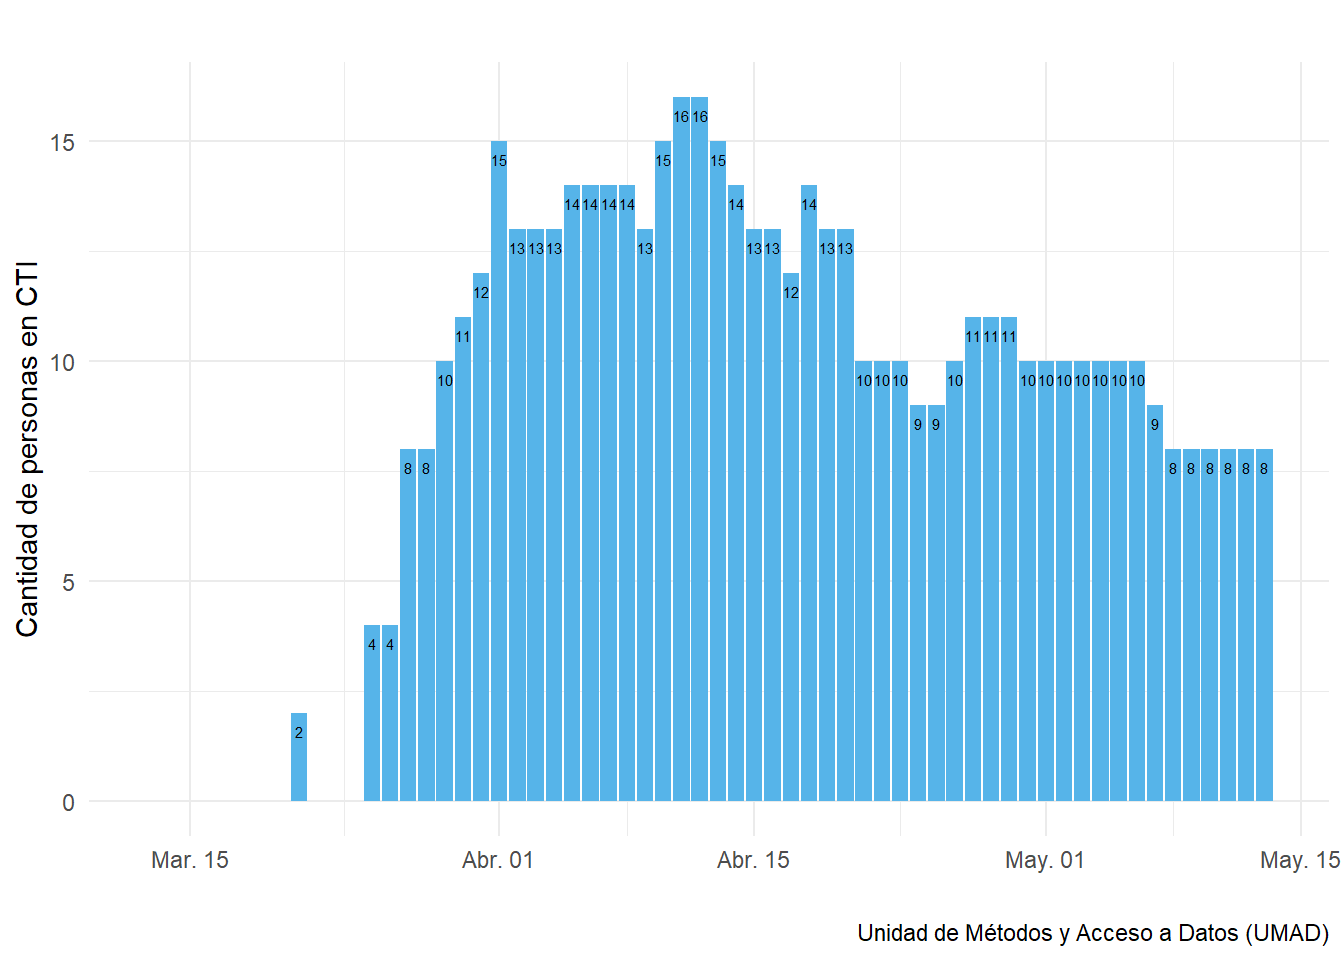 Cantidad de personas en CTI
15
10
5
0
2 4 4 8 8 10 11 12 15 13 13 13 14 14 14 14 13 15 16 16 15 14 13 13 12 14 13 13 10 10 10 9 9 10 11 11 11 10 10 10 10 10 10 10 9 8 8 8 8 8 8
Mar. 15 Abr. 01 Abr. 15 May. 01 May. 15
Unidad de Métodos y Acceso a Datos (UMAD)